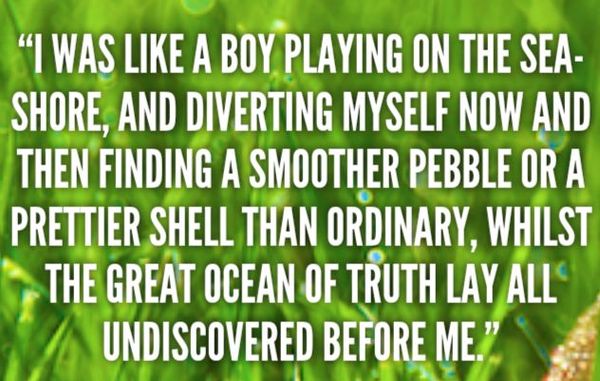 “I WAS LIKE A BOY PLAYING ON THE SEA-
SHORE, AND DIVERTING MYSELF NOW AND
THEN FINDING A SMOOTHER PEBBLE OR A
PRETTIER SHELL THAN ORDINARY, WHILST
THE GREAT OCEAN OF TRUTH LAY ALL
UNDISCOVERED BEFORE ME.”